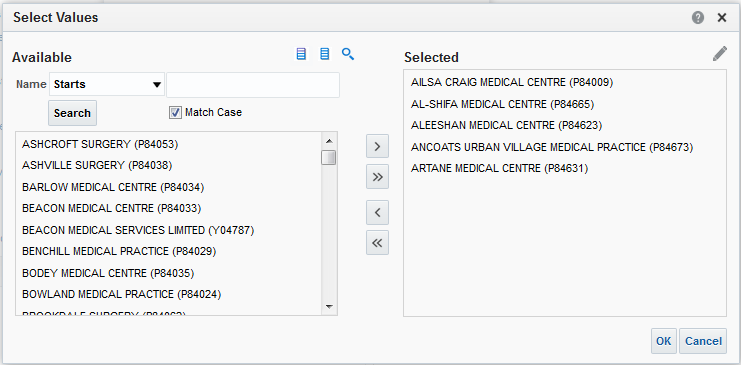 Select Values
Available
Name Starts
Search
Match Case
ASHCROFT SURGERY (P84053)
ASHVILLE SURGERY (P84038)
BARLOW MEDICAL CENTRE (P84034)
BEACON MEDICAL CENTRE (P84033)
BEACON MEDICAL SERVICES LIMITED (Y04787)
BENCHILL MEDICAL PRACTICE (P84029)
BODEY MEDICAL CENTRE (P84035)
BOWLAND MEDICAL PRACTICE (P84024)
BROOKDALE SURGERY
Selected
AILSA CRAIG MEDICAL CENTRE (P84009)
AL-SHIFA MEDICAL CENTRE (P84665)
ALEESHAN MEDICAL CENTRE (P84623)
ANCOATS URBAN VILLAGE MEDICAL PRACTICE (P84673)
ARTANE MEDICAL CENTRE (P84631)
OK Cancel